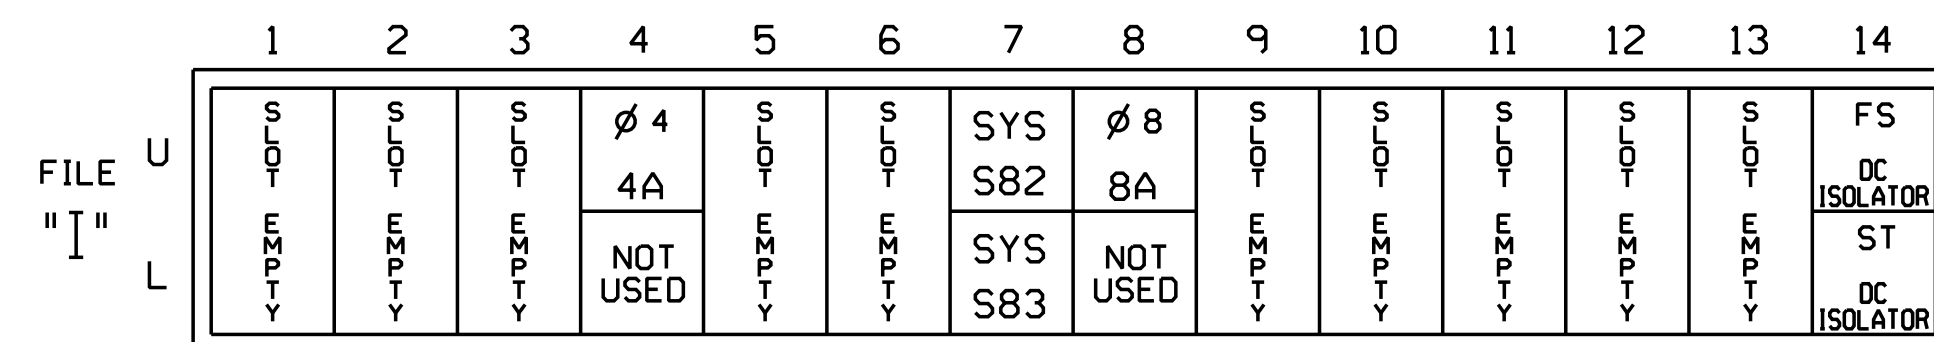 1 2 3 4 5 6 7 8 9 10 11 12 13 14
FILE
"I"
U
L
SLOT EMPTY
SLOT EMPTY
SLOT EMPTY
Ø 4
4A
NOT
USED
SLOT EMPTY
SLOT EMPTY
SYS
S82
SYS
S83
Ø 8
8A
NOT
USED
SLOT EMPTY
SLOT EMPTY
SLOT EMPTY
SLOT EMPTY
SLOT EMPTY
FS
DC
ISOLATOR
ST
DC
ISOLATOR